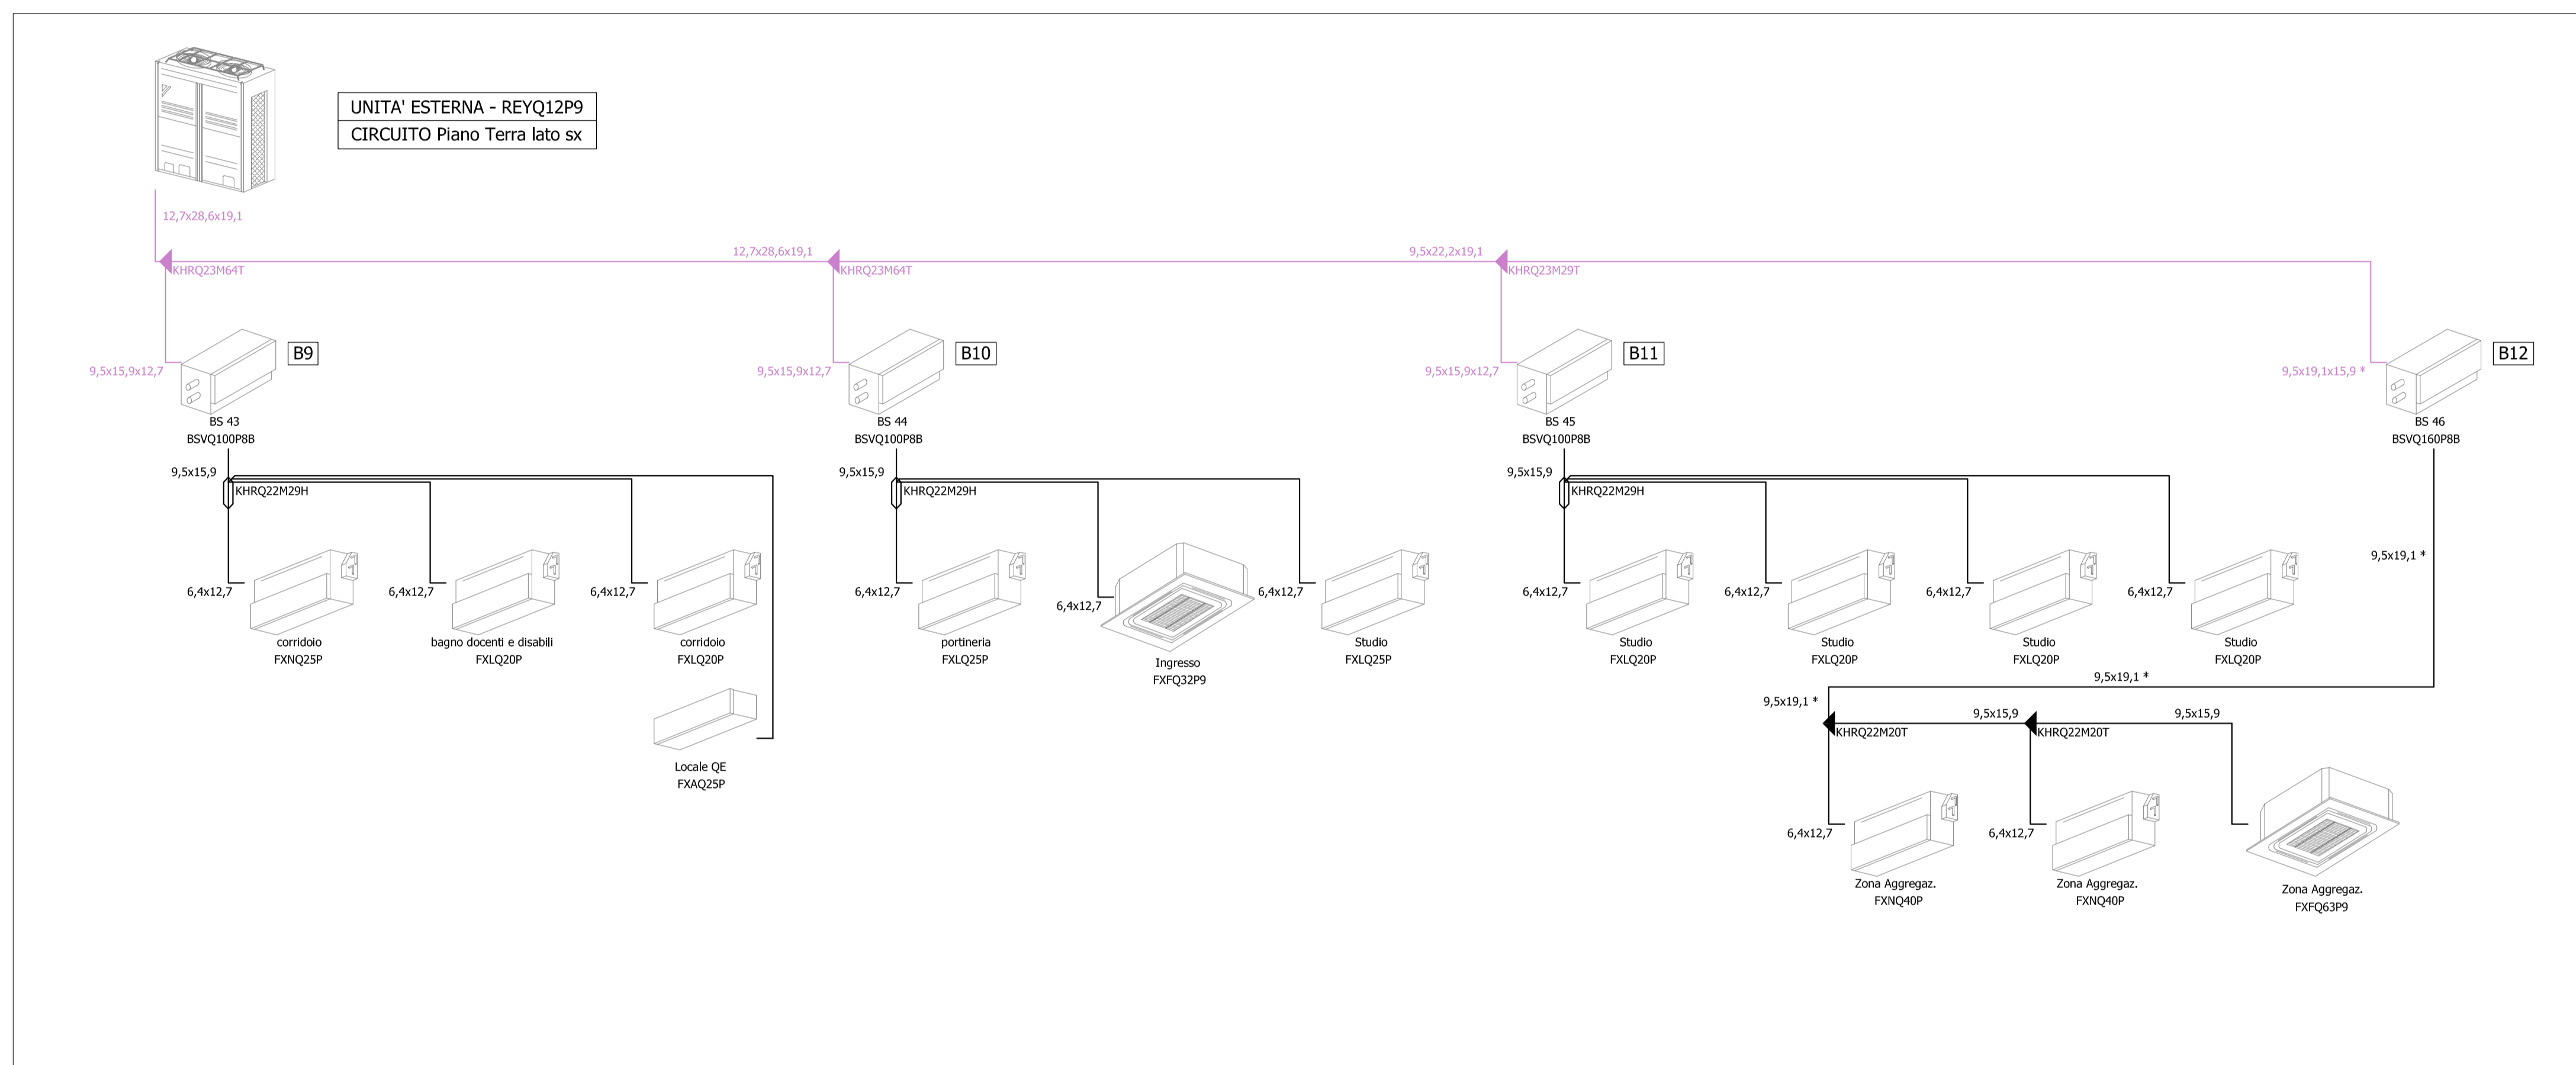 UNITA' ESTERNA - REYQ12P9
CIRCUITO Piano Terra lato sx
12,7x28,6x19,1
12,7x28,6x19,1
9,5x22,2x19,1
KHRQ23M64T
KHRQ23M64T
KHRQ23M29T
B9
B10
B11
B12
9,5x15,9x12,7
9,5x15,9x12,7
9,5x15,9x12,7
9,5x19,1x15,9 *
BS 43
BSVQ100P8B
BS 44
BSVQ100P8B
BS 45
BSVQ100P8B
BS 46
BSVQ160P8B
9,5x15,9
KHRQ22M29H
9,5x15,9
KHRQ22M29H
9,5x15,9
KHRQ22M29H
9,5x19,1 *
6,4x12,7
6,4x12,7
6,4x12,7
6,4x12,7
6,4x12,7
6,4x12,7
6,4x12,7
6,4x12,7
6,4x12,7
6,4x12,7
corridoio
FXNQ25P
bagno docenti e disabili
FXLQ20P
corridoio
FXLQ20P
portineria
FXLQ25P
Ingresso
FXFQ32P9
Studio
FXLQ25P
Studio
FXLQ20P
Studio
FXLQ20P
Studio
FXLQ20P
Studio
FXLQ20P
9,5x19,1 *
9,5x19,1 *
9,5x15,9
9,5x15,9
KHRQ22M20T
KHRQ22M20T
Locale QE
FXAQ25P
6,4x12,7
6,4x12,7
Zona Aggregaz.
FXNQ40P
Zona Aggregaz.
FXNQ40P
Zona Aggregaz.
FXFQ63P9